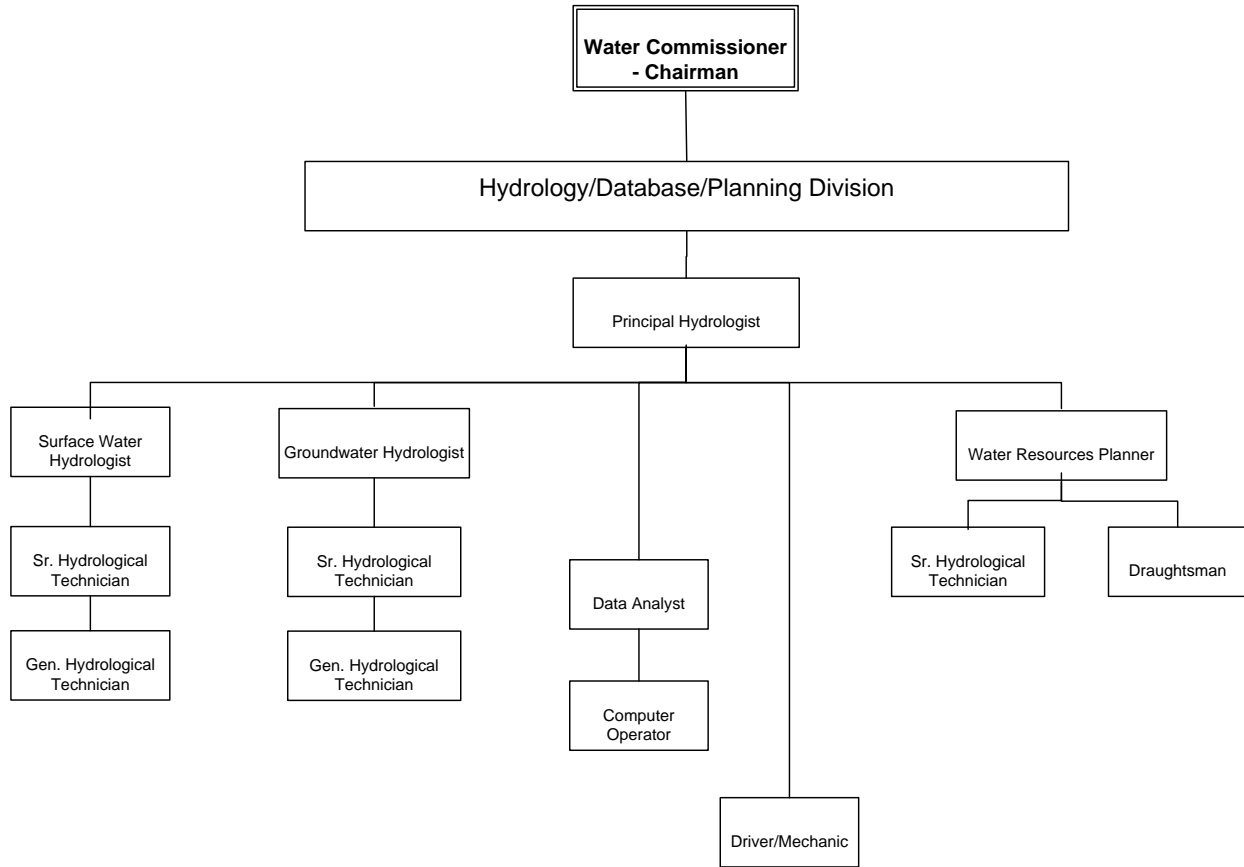 Water Commissioner
- Chairman
Hydrology/Database/Planning Division
Principal Hydrologist
Surface Water
Hydrologist
Groundwater Hydrologist
Water Resources Planner
Sr. Hydrological
Technician
Sr. Hydrological
Technician
Data Analyst
Sr. Hydrological
Technician
Draughtsman
Gen. Hydrological
Technician
Gen. Hydrological
Technician
Computer
Operator
Driver/Mechanic